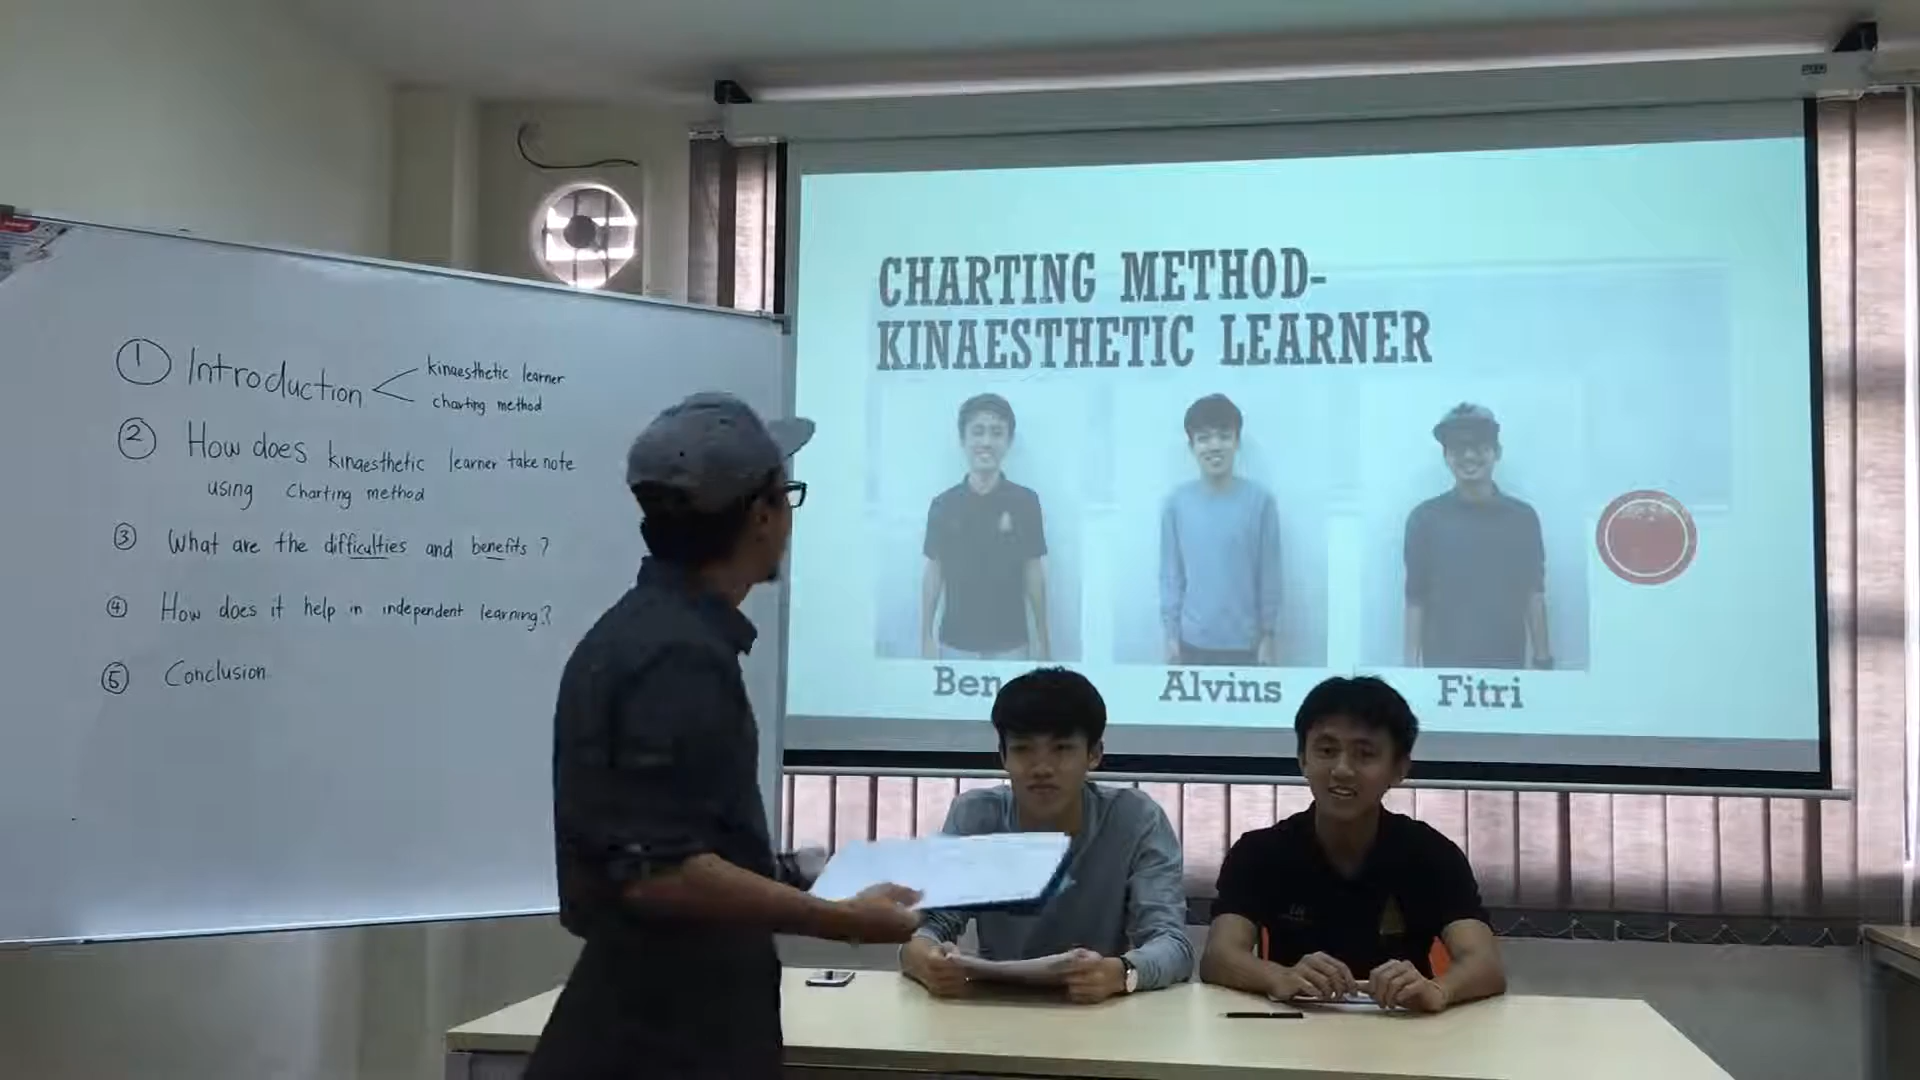 ① Introduction
kinaesthetic learner
charting method
② How does kinaesthetic learner take note
using Charting method
③ What are the difficulties and benefits?
④ How does it help in independent learning?
⑤ Conclusion
CHARTING METHOD-
KINAESTHETIC LEARNER
Ben Alvins Fitri